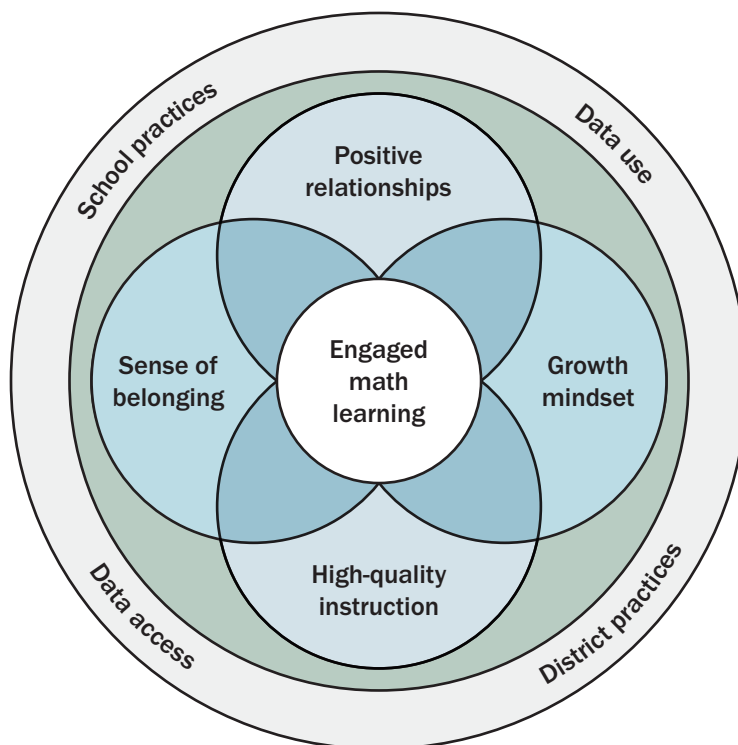 School practices
Data use
Positive
relationships
Sense of
belonging
Engaged
math
learning
Growth
mindset
High-quality
instruction
Data access
District practices